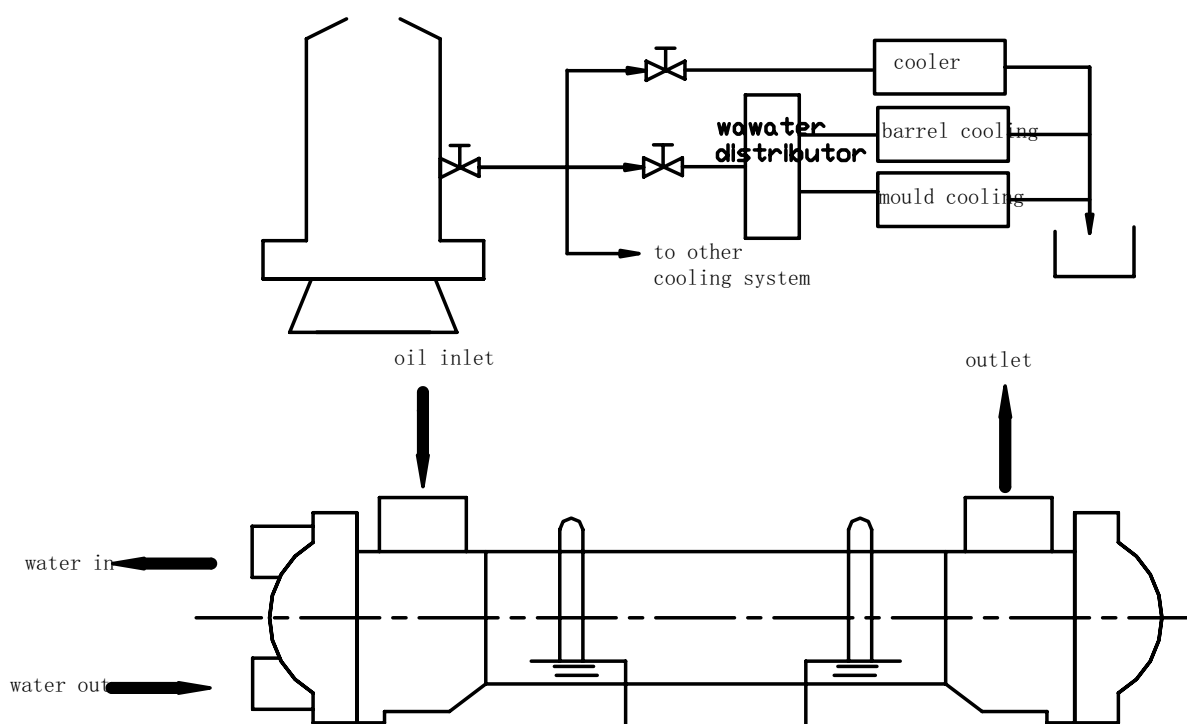 cooler
wawater
distributor
barrel cooling
mould cooling
to other
cooling system
oil inlet
outlet
water in
water out